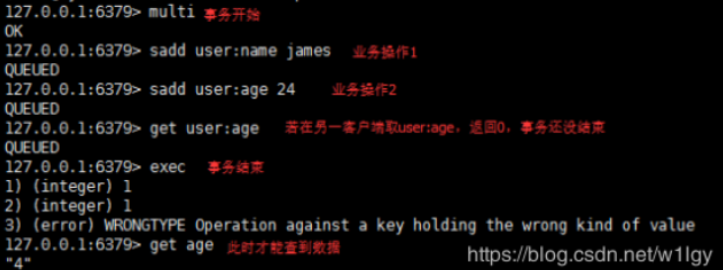 127.0.0.1:6379> multi 事务开始
OK
127.0.0.1:6379> sadd user:name james 业务操作1
QUEUED
127.0.0.1:6379> sadd user:age 24 业务操作2
QUEUED
127.0.0.1:6379> get user:age 若在另一客户端取user:age，返回0，事务还没结束
QUEUED
127.0.0.1:6379> exec 事务结束
1) (integer) 1
2) (integer) 1
3) (error) WRONGTYPE Operation against a key holding the wrong kind of value
127.0.0.1:6379> get age 此时才能查到数据
"4"
https://blog.csdn.net/w1lgy